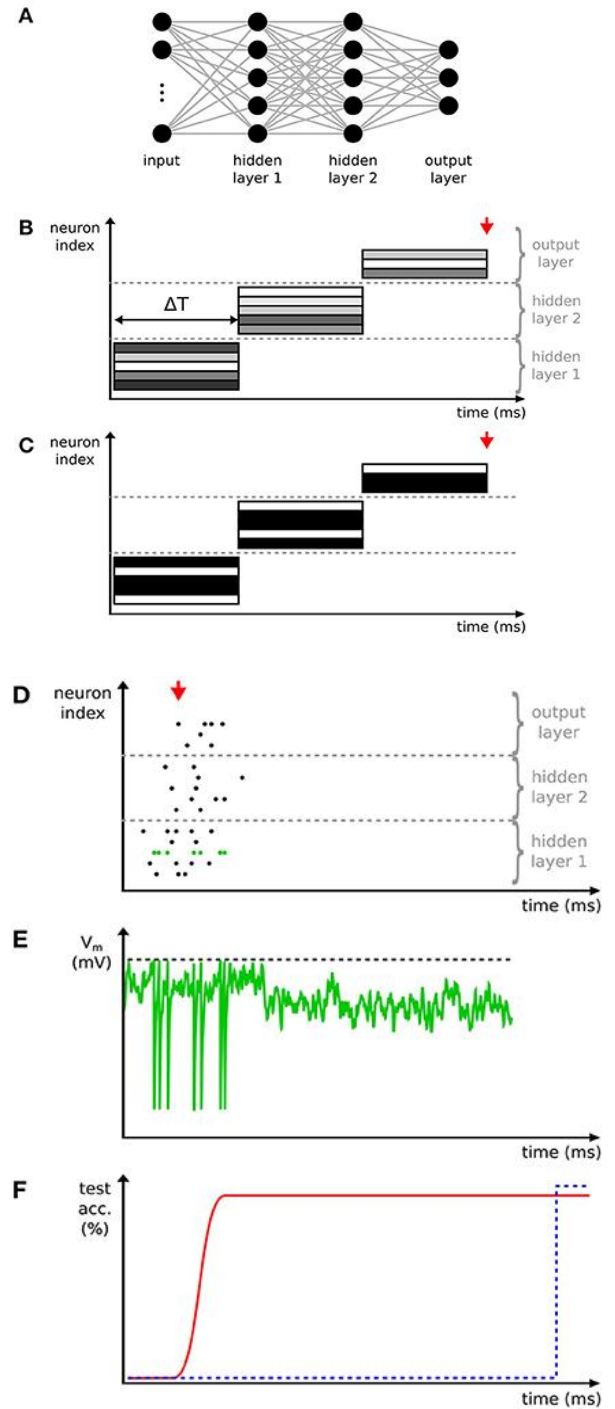 A
input
hidden
layer 1
hidden
layer 2
output
layer
B
neuron
index
ΔT
output
layer
hidden
layer 2
hidden
layer 1
time (ms)
C
neuron
index
time (ms)
D
neuron
index
output
layer
hidden
layer 2
hidden
layer 1
time (ms)
E
Vm
(mV)
time (ms)
F
test
acc.
(%)
time (ms)